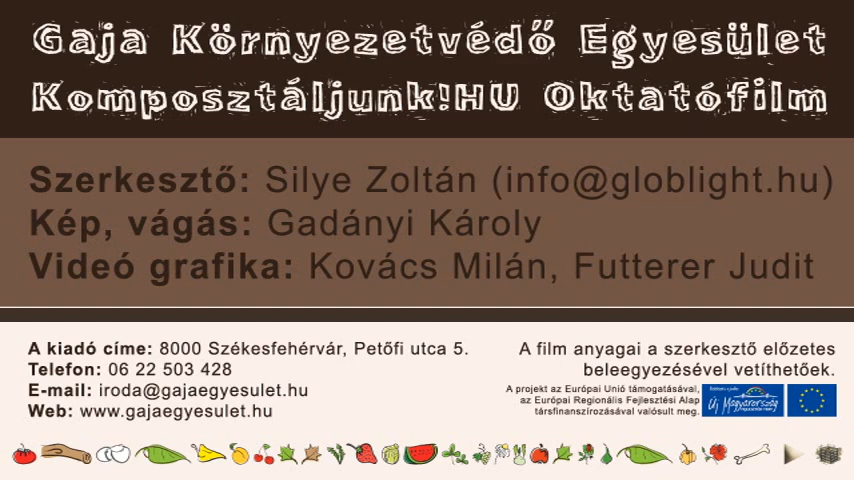 Gaja Környezetvédő Egyesület
Komposztáljunk!HU Oktatófilm
Szerkesztő: Silye Zoltán (info@globlight.hu)
Kép, vágás: Gadányi Károly
Videó grafika: Kovács Milán, Futterer Judit
A kiadó címe: 8000 Székesfehérvár, Petőfi utca 5.
Telefon: 06 22 503 428
E-mail: iroda@gajaegyesulet.hu
Web: www.gajaegyesulet.hu
A film anyagai a szerkesztő előzetes
beleegyezésével vetíthetőek.
A projekt az Európai Unió támogatásával,
az Európai Regionális Fejlesztési Alap
társfinanszírozásával valósult meg.
Új Magyarország